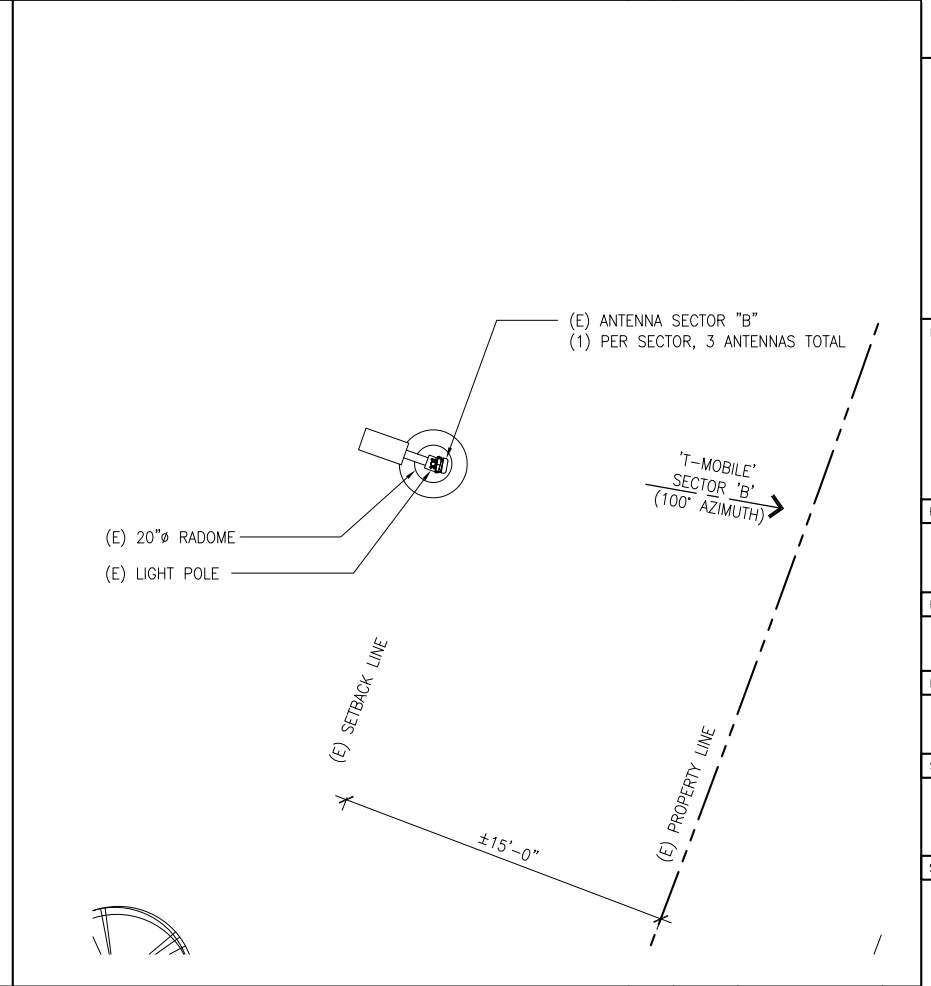 (E) ANTENNA SECTOR "B"
(1) PER SECTOR, 3 ANTENNAS TOTAL
'T-MOBILE'
SECTOR 'B'
(100° AZIMUTH)
(E) 20"ø RADOME
(E) LIGHT POLE
(E) SETBACK LINE
(E) PROPERTY LINE
±15'-0"